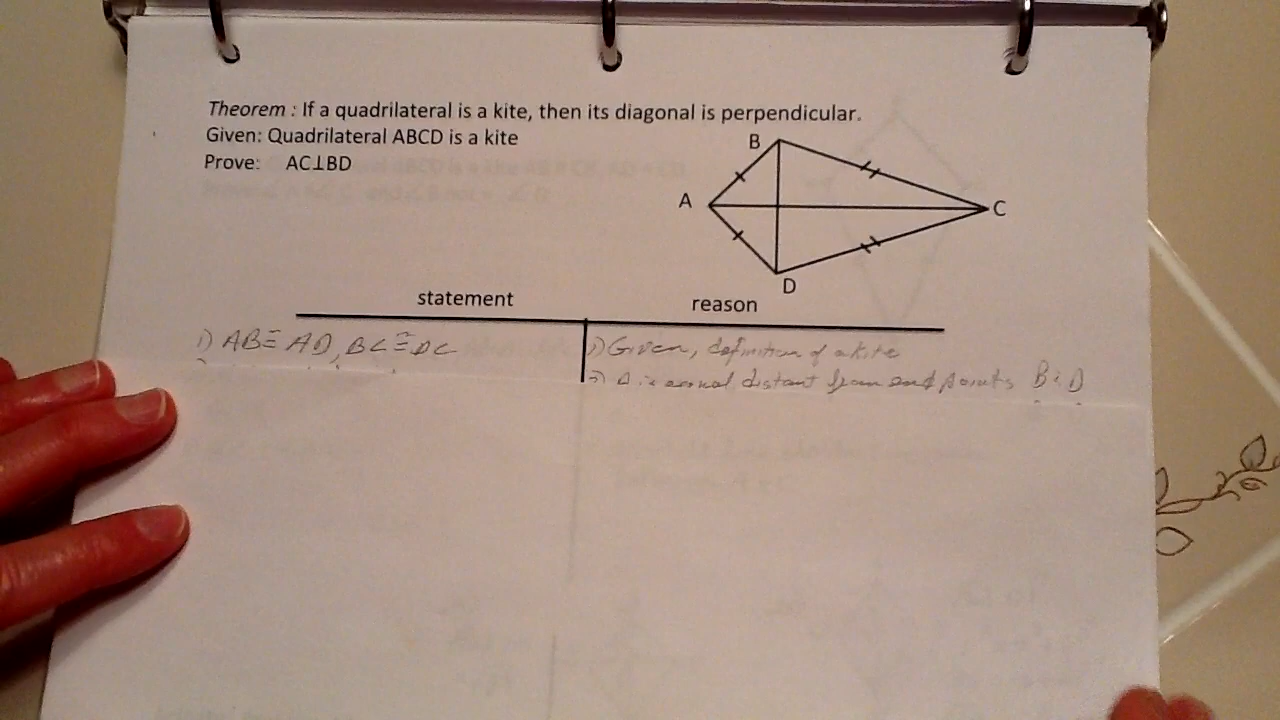 Theorem : If a quadrilateral is a kite, then its diagonal is perpendicular.
Given: Quadrilateral ABCD is a kite
Prove: AC⊥BD
B
A
C
D
statement
reason
1) AB≅ AD, BC≅DC
1) Given, definition of a kite
2) is equal distant from end points B & D